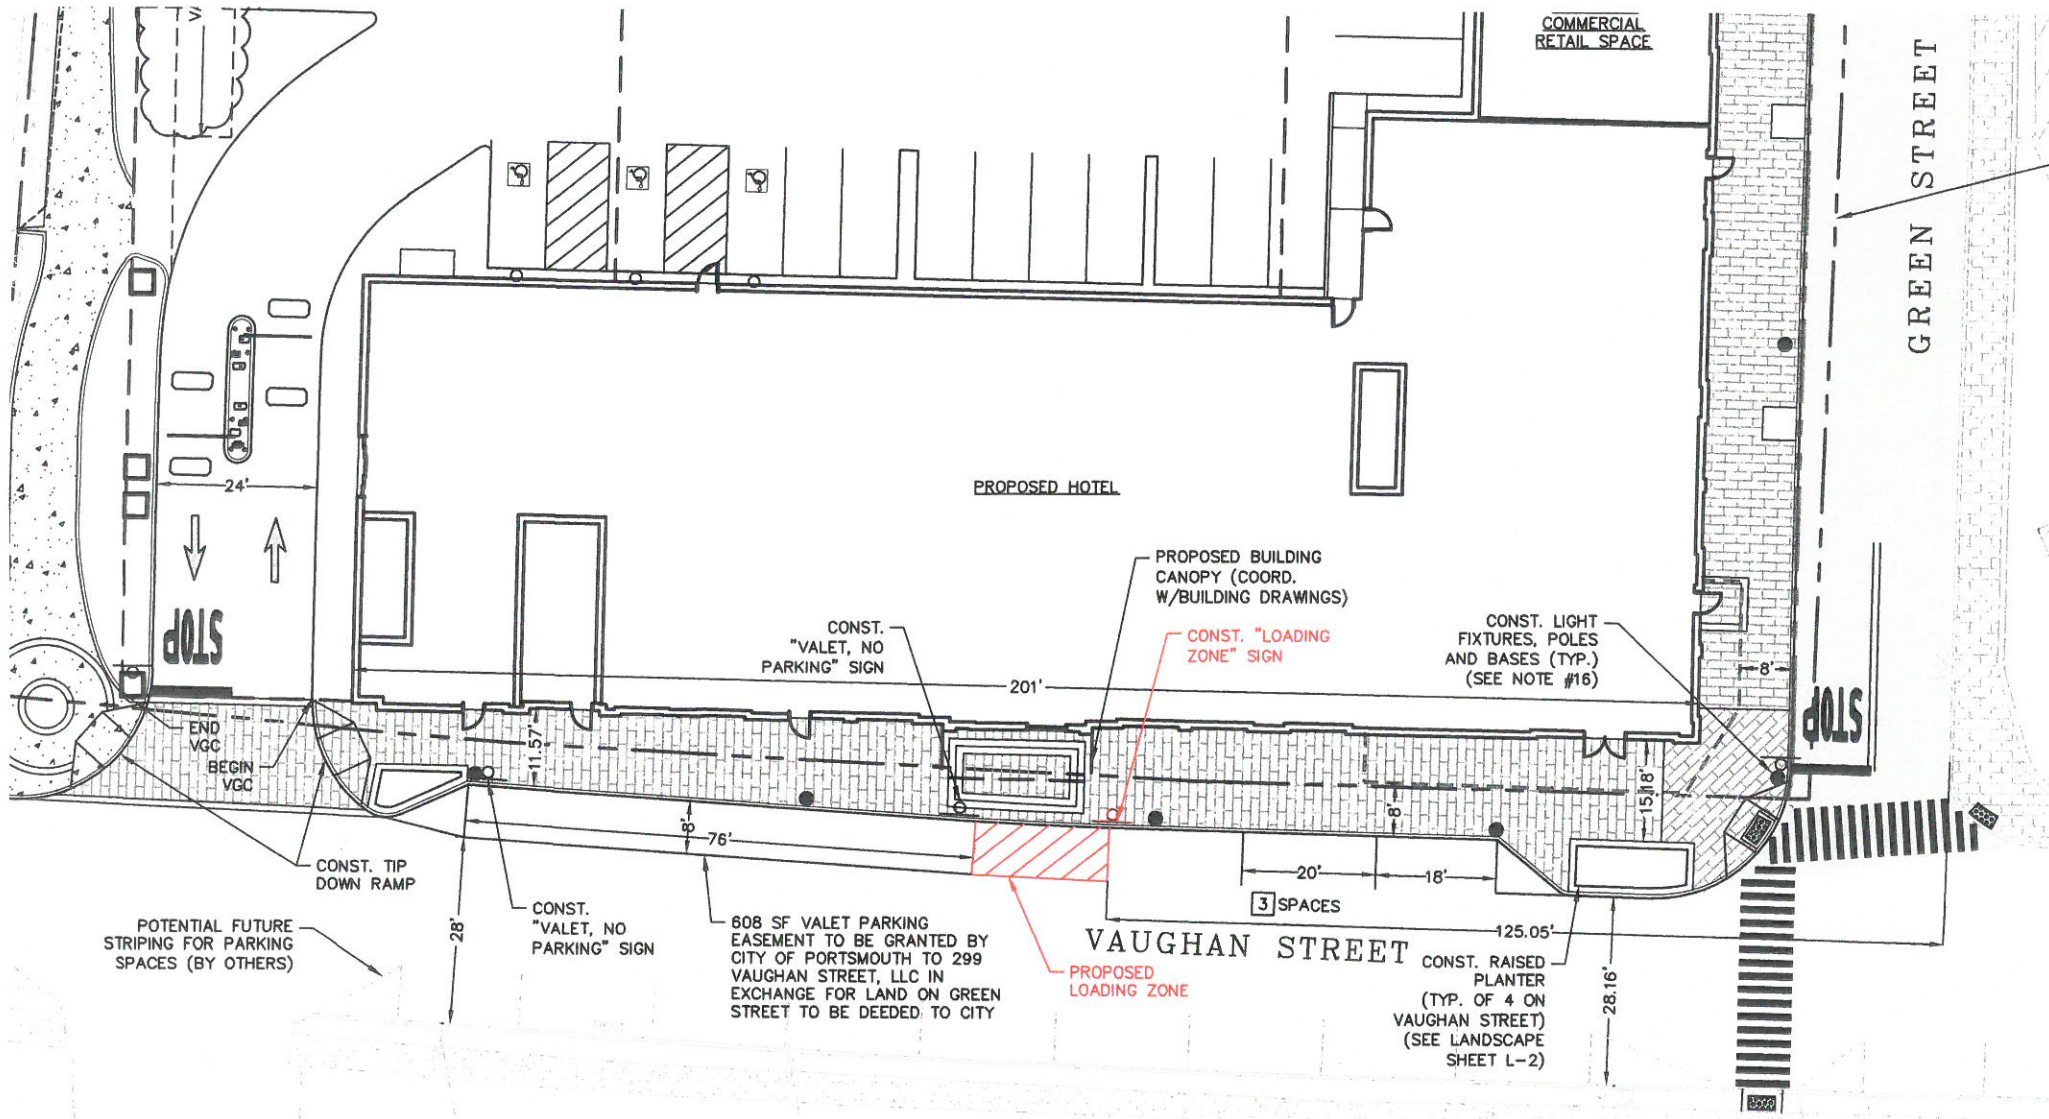 COMMERCIAL
RETAIL SPACE
GREEN STREET
24'
STOP
PROPOSED HOTEL
PROPOSED BUILDING
CANOPY (COORD.
W/BUILDING DRAWINGS)
CONST.
"VALET, NO
PARKING" SIGN
CONST. "LOADING
ZONE" SIGN
CONST. LIGHT
FIXTURES, POLES
AND BASES (TYP.)
(SEE NOTE #16)
8'
201'
STOP
END
VGC
BEGIN
VGC
11.57'
15.18'
8'
8'
76'
20'
18'
3 SPACES
125.05'
CONST. TIP
DOWN RAMP
28'
CONST.
"VALET, NO
PARKING" SIGN
POTENTIAL FUTURE
STRIPING FOR PARKING
SPACES (BY OTHERS)
608 SF VALET PARKING
EASEMENT TO BE GRANTED BY
CITY OF PORTSMOUTH TO 299
VAUGHAN STREET, LLC IN
EXCHANGE FOR LAND ON GREEN
STREET TO BE DEEDED TO CITY
VAUGHAN STREET
PROPOSED
LOADING ZONE
CONST. RAISED
PLANTER
(TYP. OF 4 ON
VAUGHAN STREET)
(SEE LANDSCAPE
SHEET L-2)
28.16'